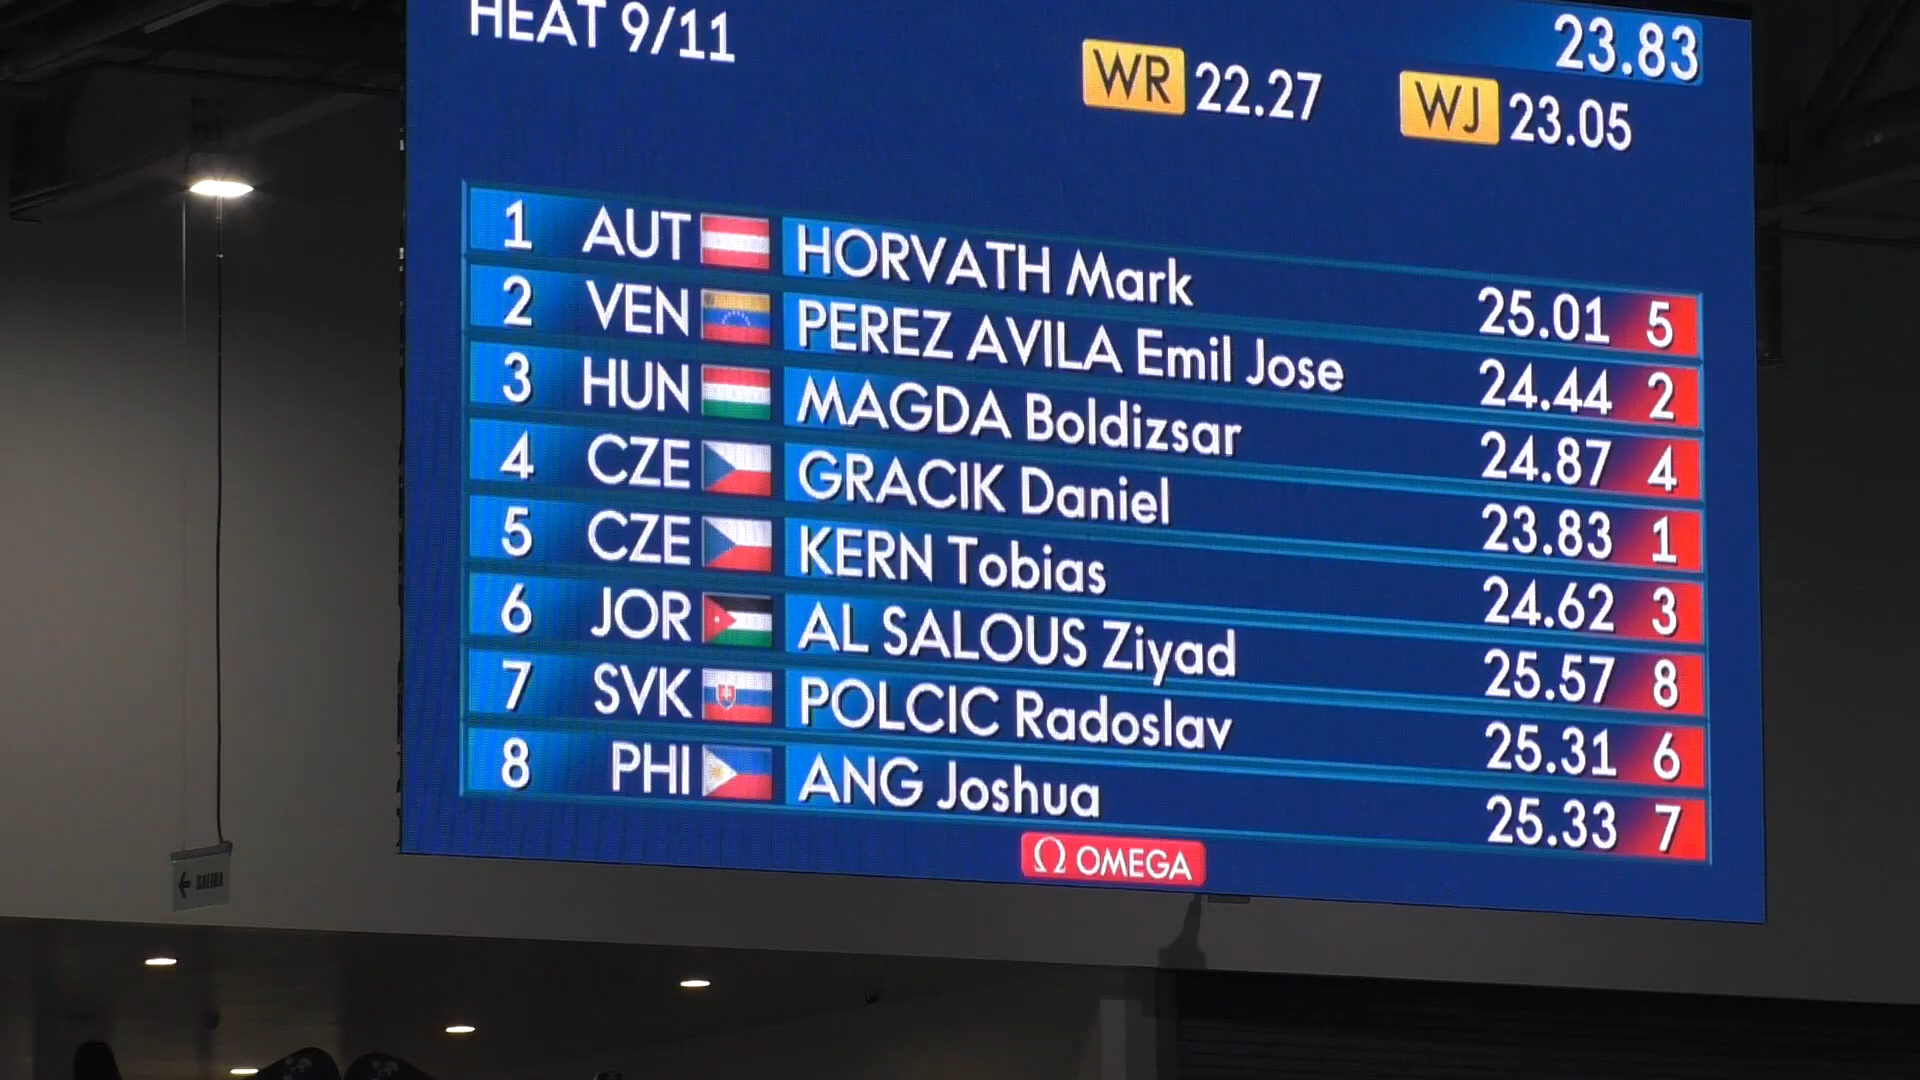 HEAT 9/11
23.83
WR 22.27
WJ 23.05
1 AUT HORVATH Mark 25.01 5
2 VEN PEREZ AVILA Emil Jose 24.44 2
3 HUN MAGDA Boldizsar 24.87 4
4 CZE GRACIK Daniel 23.83 1
5 CZE KERN Tobias 24.62 3
6 JOR AL SALOUS Ziyad 25.57 8
7 SVK POLCIC Radoslav 25.31 6
8 PHI ANG Joshua 25.33 7
Ω OMEGA
← SALIDA